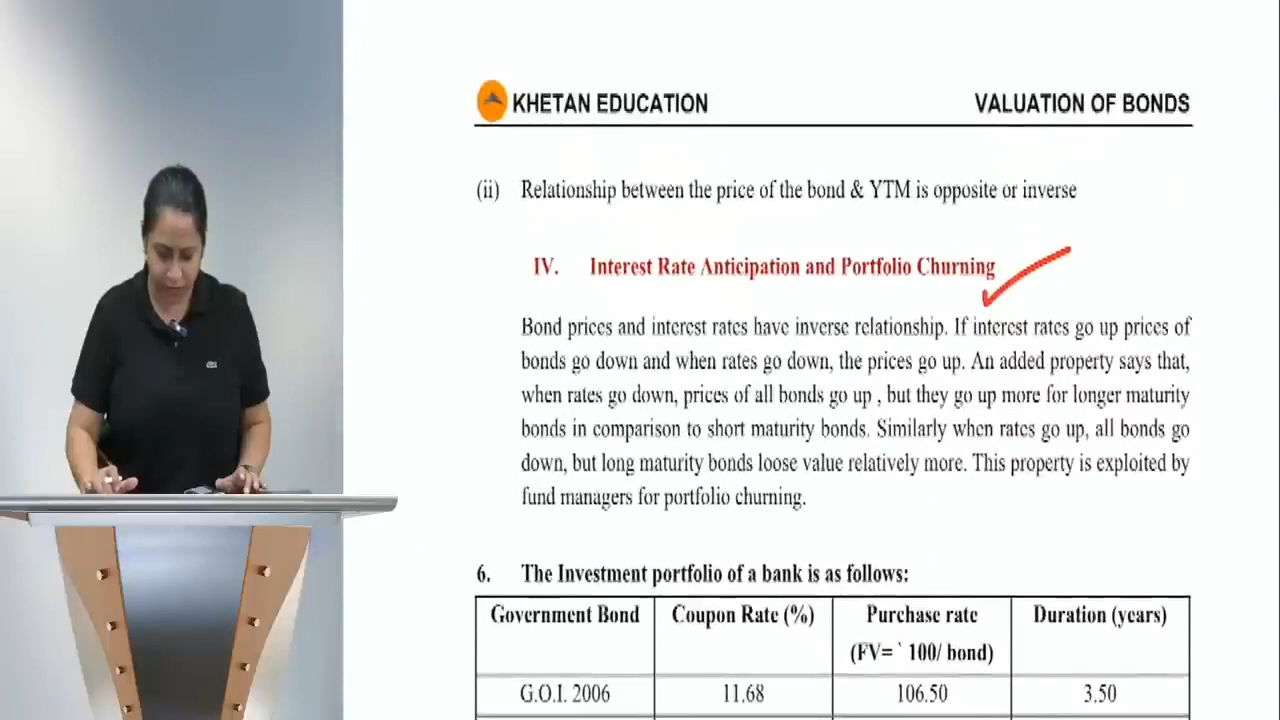 KHETAN EDUCATION
VALUATION OF BONDS
(ii) Relationship between the price of the bond & YTM is opposite or inverse
IV. Interest Rate Anticipation and Portfolio Churning
Bond prices and interest rates have inverse relationship. If interest rates go up prices of
bonds go down and when rates go down, the prices go up. An added property says that,
when rates go down, prices of all bonds go up , but they go up more for longer maturity
bonds in comparison to short maturity bonds. Similarly when rates go up, all bonds go
down, but long maturity bonds loose value relatively more. This property is exploited by
fund managers for portfolio churning.
6. The Investment portfolio of a bank is as follows:
Government Bond Coupon Rate (%) Purchase rate Duration (years)
(FV= ` 100/ bond)
G.O.I. 2006 11.68 106.50 3.50